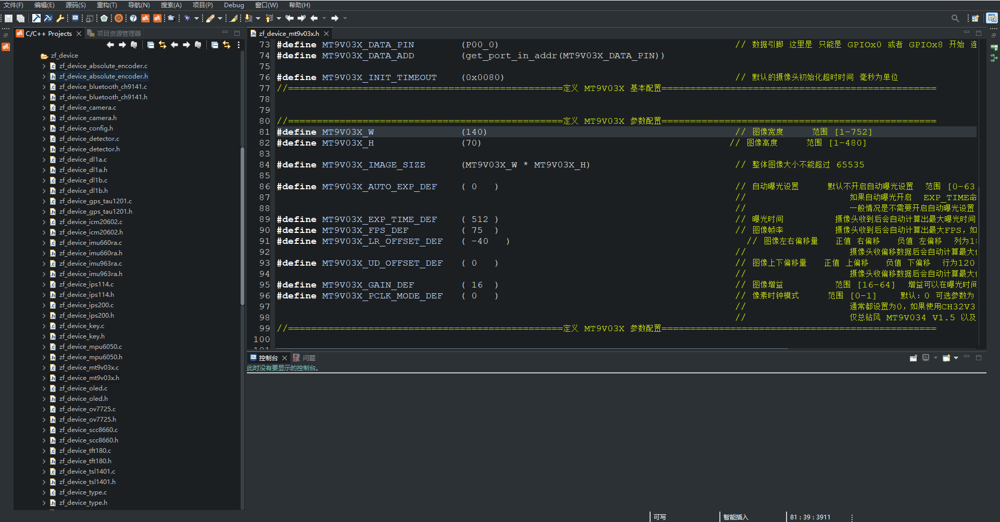 文件(F) 编辑(E) 源码(S) 重构(T) 导航(N) 搜索(A) 项目(P) Debug 窗口(W) 帮助(H)
C/C++ Projects 项目资源管理器
zf_device
zf_device_absolute_encoder.c
zf_device_absolute_encoder.h
zf_device_bluetooth_ch9141.c
zf_device_bluetooth_ch9141.h
zf_device_camera.c
zf_device_camera.h
zf_device_config.h
zf_device_detector.c
zf_device_detector.h
zf_device_dl1a.c
zf_device_dl1a.h
zf_device_dl1b.c
zf_device_dl1b.h
zf_device_gps_tau1201.c
zf_device_gps_tau1201.h
zf_device_icm20602.c
zf_device_icm20602.h
zf_device_imu660ra.c
zf_device_imu660ra.h
zf_device_imu963ra.c
zf_device_imu963ra.h
zf_device_ips114.c
zf_device_ips114.h
zf_device_ips200.c
zf_device_ips200.h
zf_device_key.c
zf_device_key.h
zf_device_mpu6050.c
zf_device_mpu6050.h
zf_device_mt9v03x.c
zf_device_mt9v03x.h
zf_device_oled.c
zf_device_oled.h
zf_device_ov7725.c
zf_device_ov7725.h
zf_device_scc8660.c
zf_device_scc8660.h
zf_device_tft180.c
zf_device_tft180.h
zf_device_tsl1401.c
zf_device_tsl1401.h
zf_device_type.c
zf_device_type.h
zf_device_mt9v03x.h
73 #define MT9V03X_DATA_PIN (P00_0) // 数据引脚 这里是 只能是 GPIOx0 或者 GPIOx8 开始 连
74 #define MT9V03X_DATA_ADD (get_port_in_addr(MT9V03X_DATA_PIN))
75
76 #define MT9V03X_INIT_TIMEOUT (0x0080) // 默认的摄像头初始化超时时间 毫秒为单位
77 //================================================定义 MT9V03X 基本配置================================================
78
79
80 //================================================定义 MT9V03X 参数配置================================================
81 #define MT9V03X_W (140) // 图像宽度 范围 [1-752]
82 #define MT9V03X_H (70) // 图像高度 范围 [1-480]
83
84 #define MT9V03X_IMAGE_SIZE (MT9V03X_W * MT9V03X_H) // 整体图像大小不能超过 65535
85
86 #define MT9V03X_AUTO_EXP_DEF ( 0 ) // 自动曝光设置 默认不开启自动曝光设置 范围 [0-63
87 // 如果自动曝光开启 EXP_TIME命
88 // 一般情况是不需要开启自动曝光设置
89 #define MT9V03X_EXP_TIME_DEF ( 512 ) // 曝光时间 摄像头收到后会自动计算出最大曝光时间
90 #define MT9V03X_FPS_DEF ( 75 ) // 图像帧率 摄像头收到后会自动计算出最大FPS，如
91 #define MT9V03X_LR_OFFSET_DEF ( -40 ) // 图像左右偏移量 正值 右偏移 负值 左偏移 列为18
92 // 摄像头收偏移数据后会自动计算最大
93 #define MT9V03X_UD_OFFSET_DEF ( 0 ) // 图像上下偏移量 正值 上偏移 负值 下偏移 行为120
94 // 摄像头收偏移数据后会自动计算最大
95 #define MT9V03X_GAIN_DEF ( 16 ) // 图像增益 范围 [16-64] 增益可以在曝光时间
96 #define MT9V03X_PCLK_MODE_DEF ( 0 ) // 像素时钟模式 范围 [0-1] 默认：0 可选参数为
97 // 通常都设置为0，如果使用CH32V3
98 // 仅总钻风 MT9V034 V1.5 以及
99 //================================================定义 MT9V03X 参数配置================================================
100
101
控制台 问题
此时没有要显示的控制台。
可写 智能插入 81 : 39 : 3911